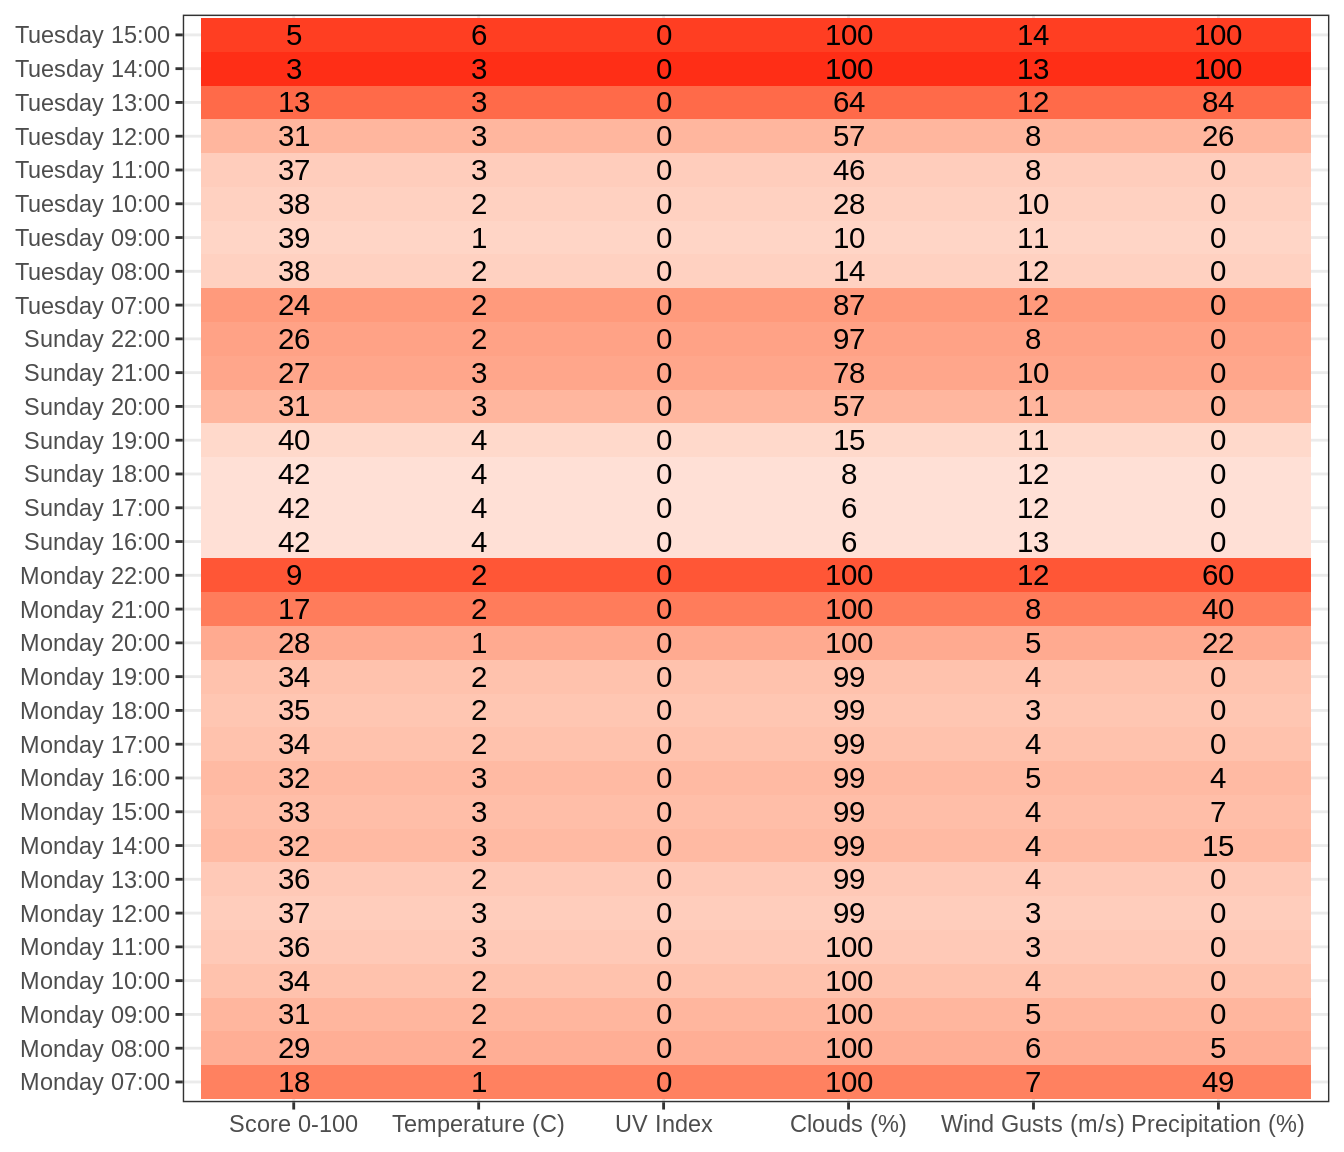 Tuesday 15:00 5 6 0 100 14 100
Tuesday 14:00 3 3 0 100 13 100
Tuesday 13:00 13 3 0 64 12 84
Tuesday 12:00 31 3 0 57 8 26
Tuesday 11:00 37 3 0 46 8 0
Tuesday 10:00 38 2 0 28 10 0
Tuesday 09:00 39 1 0 10 11 0
Tuesday 08:00 38 2 0 14 12 0
Tuesday 07:00 24 2 0 87 12 0
Sunday 22:00 26 2 0 97 8 0
Sunday 21:00 27 3 0 78 10 0
Sunday 20:00 31 3 0 57 11 0
Sunday 19:00 40 4 0 15 11 0
Sunday 18:00 42 4 0 8 12 0
Sunday 17:00 42 4 0 6 12 0
Sunday 16:00 42 4 0 6 13 0
Monday 22:00 9 2 0 100 12 60
Monday 21:00 17 2 0 100 8 40
Monday 20:00 28 1 0 100 5 22
Monday 19:00 34 2 0 99 4 0
Monday 18:00 35 2 0 99 3 0
Monday 17:00 34 2 0 99 4 0
Monday 16:00 32 3 0 99 5 4
Monday 15:00 33 3 0 99 4 7
Monday 14:00 32 3 0 99 4 15
Monday 13:00 36 2 0 99 4 0
Monday 12:00 37 3 0 99 3 0
Monday 11:00 36 3 0 100 3 0
Monday 10:00 34 2 0 100 4 0
Monday 09:00 31 2 0 100 5 0
Monday 08:00 29 2 0 100 6 5
Monday 07:00 18 1 0 100 7 49
Score 0-100 Temperature (C) UV Index Clouds (%) Wind Gusts (m/s) Precipitation (%)